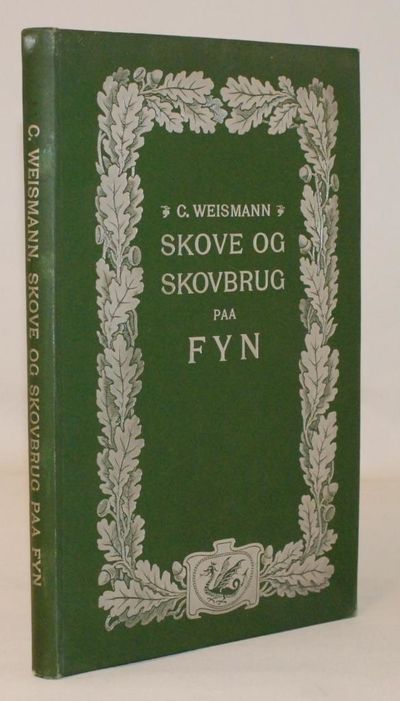 C. WEISMANN, SKOVE OG SKOVBRUG PAA FYN
C. WEISMANN
SKOVE OG
SKOVBRUG
PAA
FYN